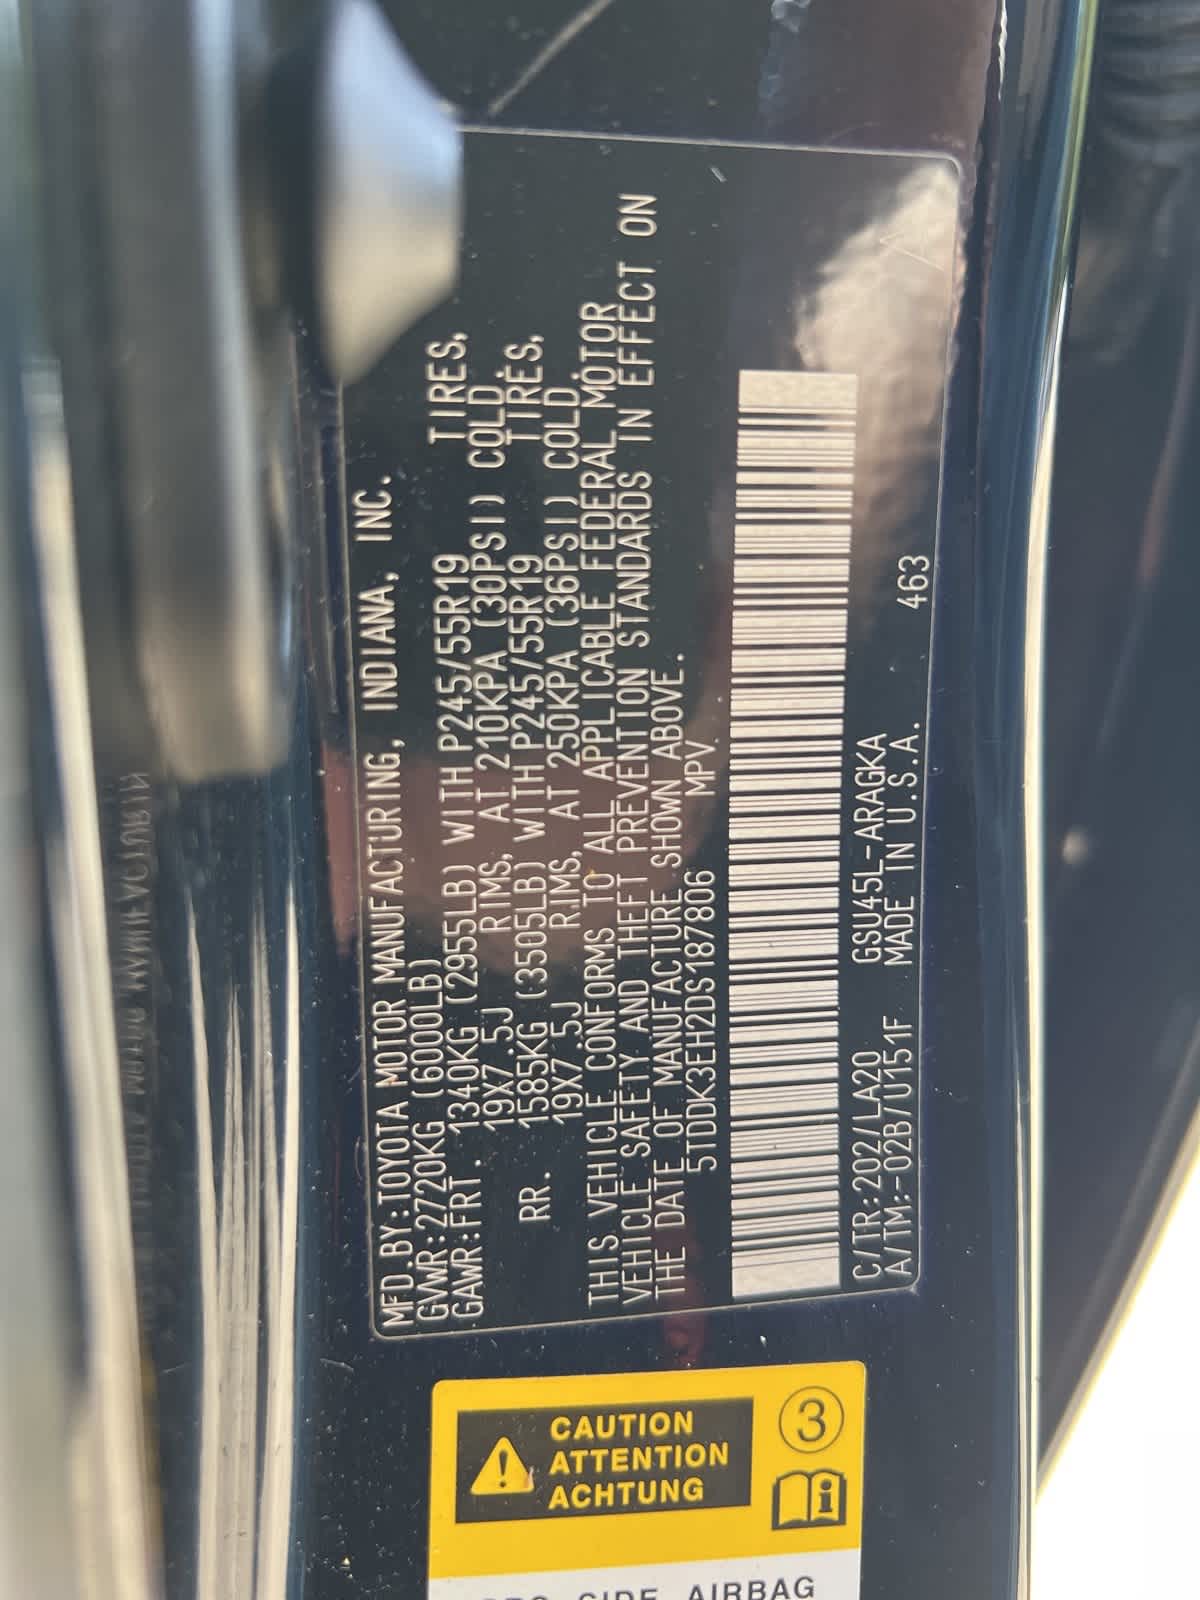 MFD.BY:TOYOTA MOTOR MANUFACTURING, INDIANA, INC.
GVWR:2720KG (6000LB)
GAWR:FRT. 1340KG (2955LB) WITH P245/55R19 TIRES,
19X7.5J RIMS, AT 210KPA (30PSI) COLD
RR. 1585KG (3505LB) WITH P245/55R19 TIRES,
19X7.5J RIMS, AT 250KPA (36PSI) COLD.
THIS VEHICLE CONFORMS TO ALL APPLICABLE FEDERAL MOTOR
VEHICLE SAFETY AND THEFT PREVENTION STANDARDS IN EFFECT ON
THE DATE OF MANUFACTURE SHOWN ABOVE.
5TDDK3EH2DS187806 MPV
C/TR:202/LA20 GSU45L-ARAGKA
A/TM:-02B/U151F MADE IN U.S.A. 463
CAUTION
ATTENTION
ACHTUNG
3
i
SIDE AIRBAG